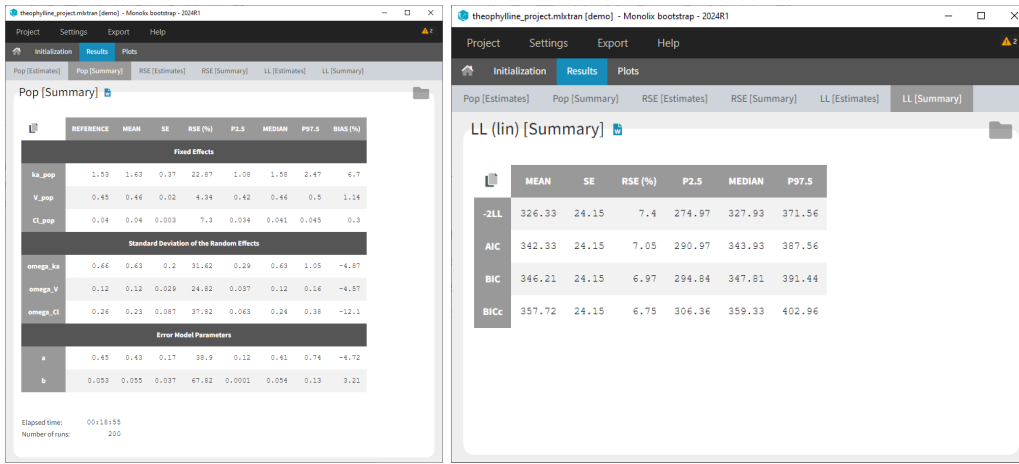 theophylline_project.mlxtran [demo] - Monolix bootstrap - 2024R1
Project Settings Export Help 2
Initialization Results Plots
Pop [Estimates] Pop [Summary] RSE [Estimates] RSE [Summary] LL [Estimates] LL [Summary]
Pop [Summary]
REFERENCE MEAN SE RSE (%) P2.5 MEDIAN P97.5 BIAS (%)
Fixed Effects
ka_pop 1.53 1.63 0.37 22.87 1.08 1.58 2.47 6.7
V_pop 0.45 0.46 0.02 4.34 0.42 0.46 0.5 1.14
Cl_pop 0.04 0.04 0.003 7.3 0.034 0.041 0.045 0.3
Standard Deviation of the Random Effects
omega_ka 0.66 0.63 0.2 31.62 0.29 0.63 1.05 -4.87
omega_V 0.12 0.12 0.029 24.82 0.037 0.12 0.16 -4.57
omega_Cl 0.26 0.23 0.087 37.82 0.063 0.24 0.38 -12.1
Error Model Parameters
a 0.45 0.43 0.17 38.9 0.12 0.41 0.74 -4.72
b 0.053 0.055 0.037 67.82 0.0001 0.054 0.13 3.21
Elapsed time: 00:18:55
Number of runs: 200
theophylline_project.mlxtran [demo] - Monolix bootstrap - 2024R1
Project Settings Export Help 2
Initialization Results Plots
Pop [Estimates] Pop [Summary] RSE [Estimates] RSE [Summary] LL [Estimates] LL [Summary]
LL (lin) [Summary]
MEAN SE RSE (%) P2.5 MEDIAN P97.5
-2LL 326.33 24.15 7.4 274.97 327.93 371.56
AIC 342.33 24.15 7.05 290.97 343.93 387.56
BIC 346.21 24.15 6.97 294.84 347.81 391.44
BICc 357.72 24.15 6.75 306.36 359.33 402.96